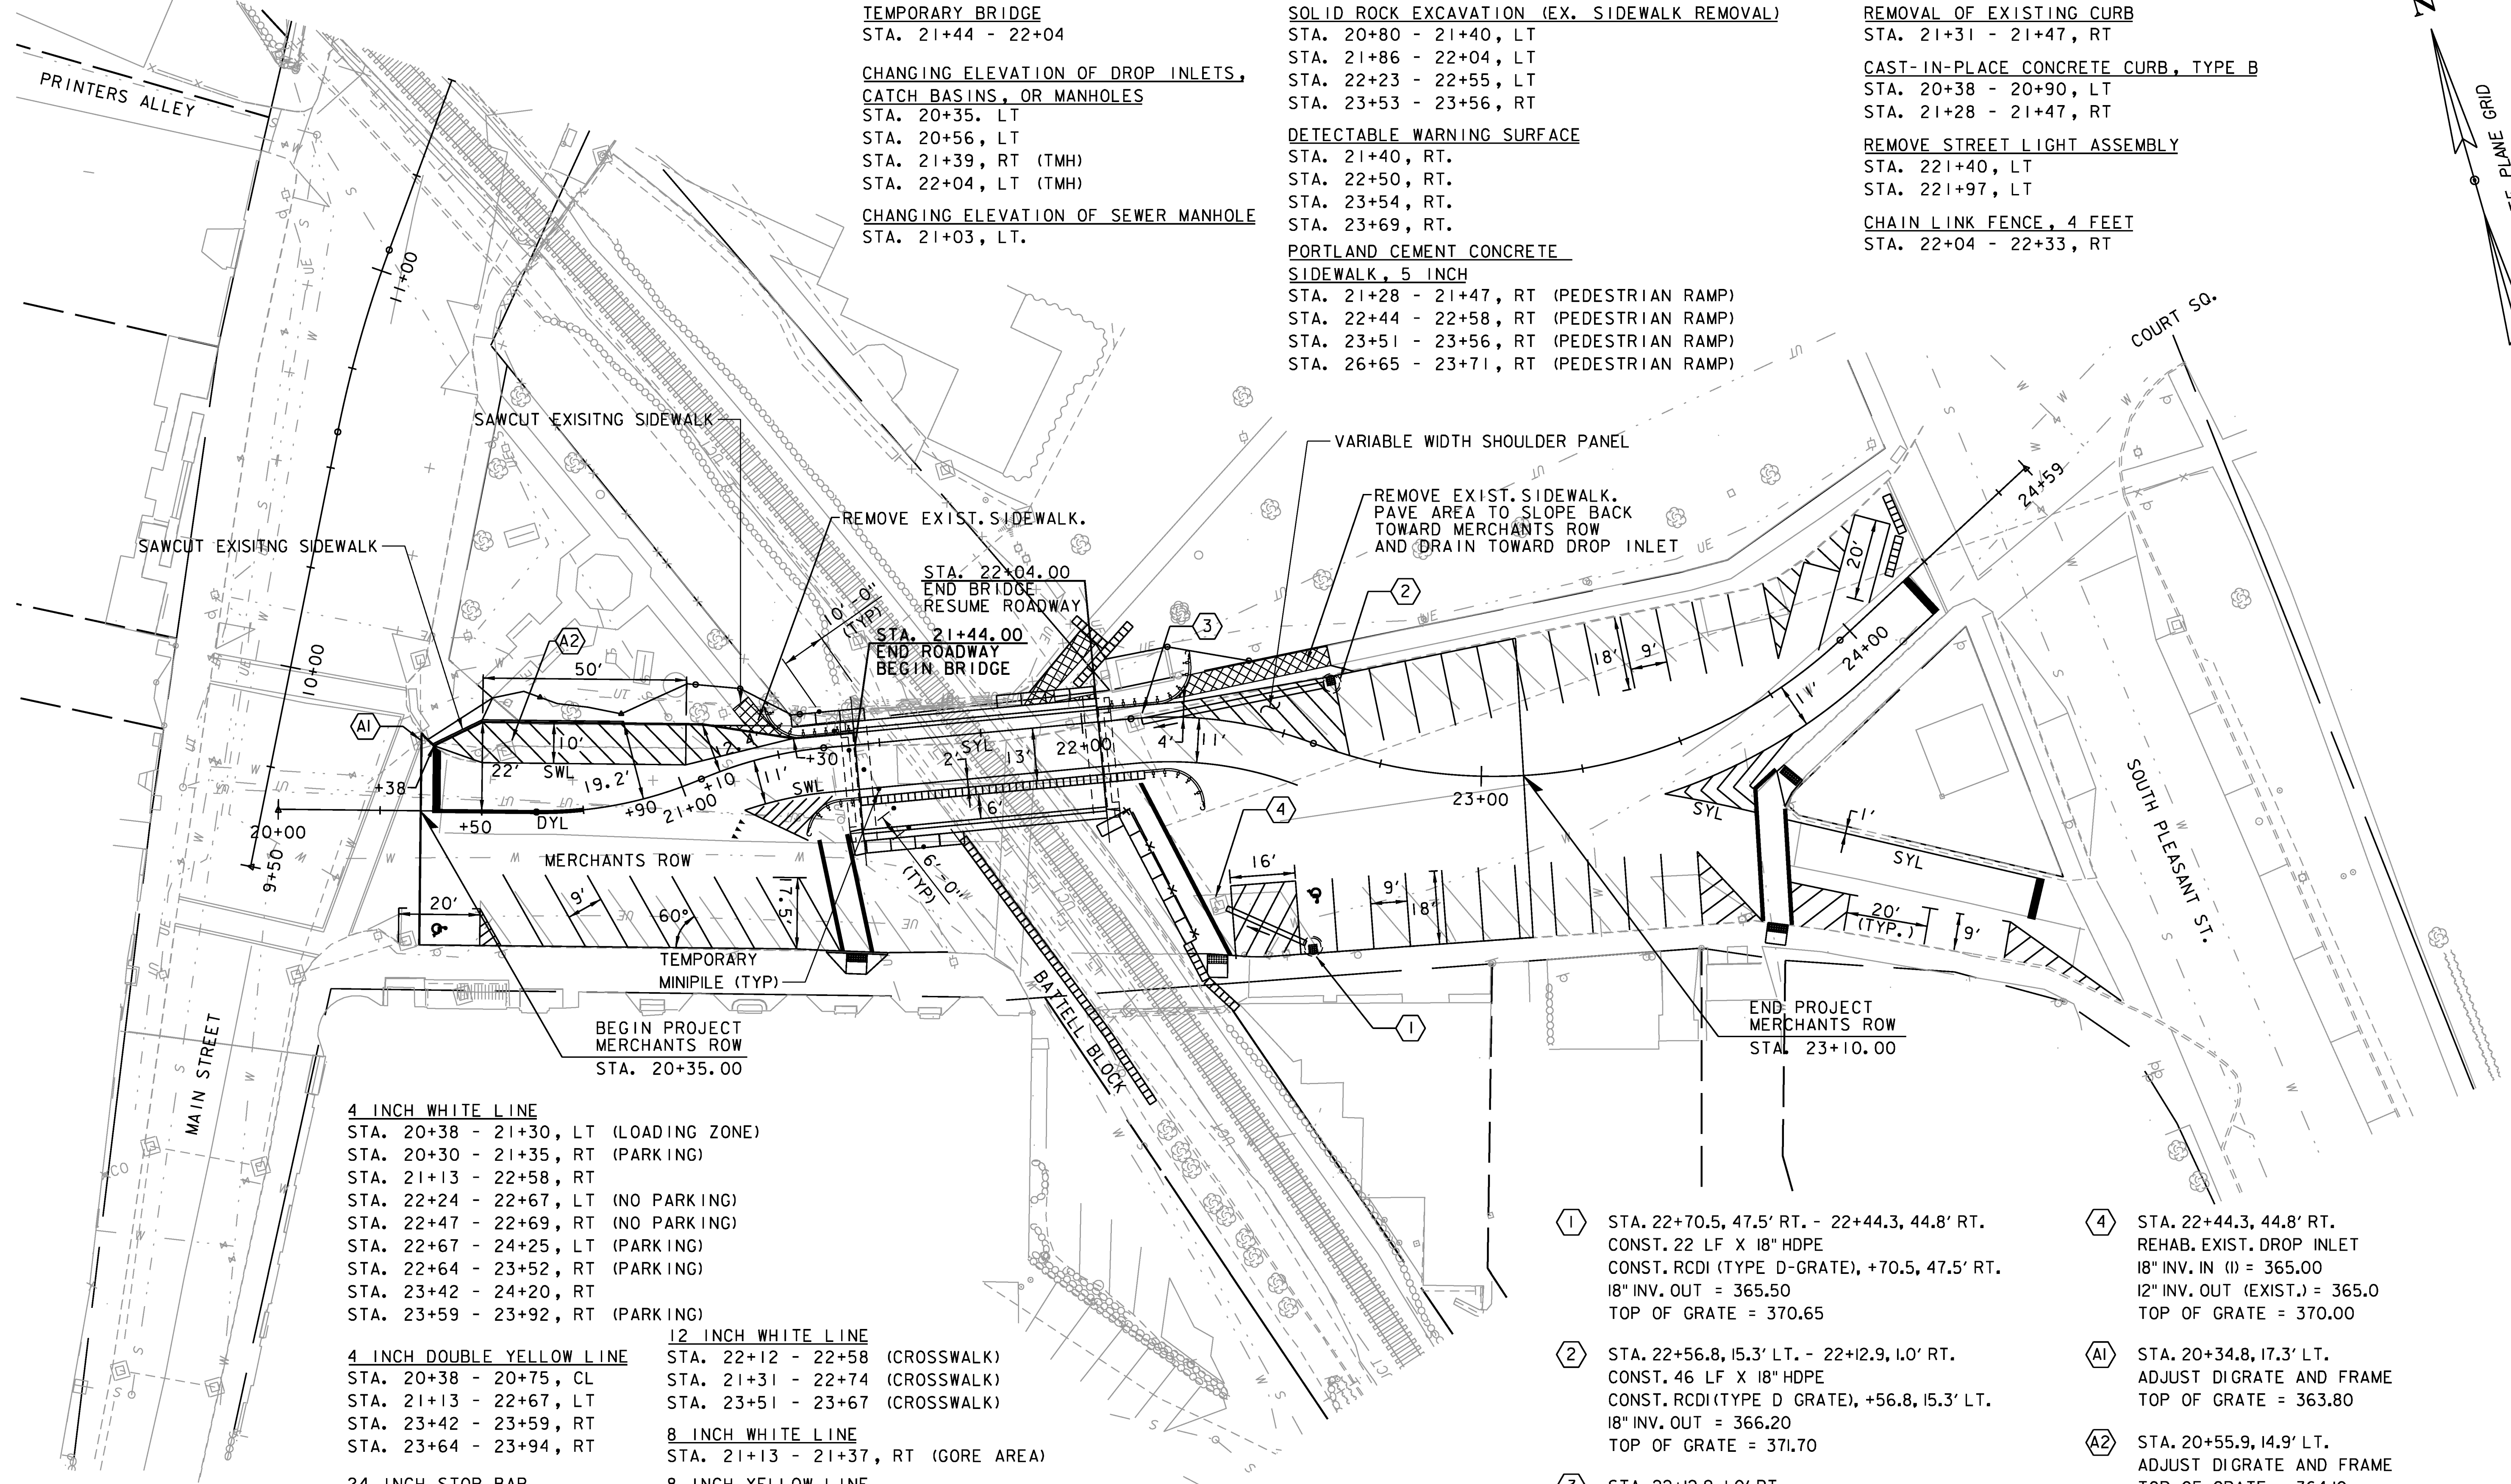 TEMPORARY BRIDGE
STA. 21+44 - 22+04
CHANGING ELEVATION OF DROP INLETS,
CATCH BASINS, OR MANHOLES
STA. 20+35. LT
STA. 20+56, LT
STA. 21+39, RT (TMH)
STA. 22+04, LT (TMH)
CHANGING ELEVATION OF SEWER MANHOLE
STA. 21+03, LT.
SOLID ROCK EXCAVATION (EX. SIDEWALK REMOVAL)
STA. 20+80 - 21+40, LT
STA. 21+86 - 22+04, LT
STA. 22+23 - 22+55, LT
STA. 23+53 - 23+56, RT
DETECTABLE WARNING SURFACE
STA. 21+40, RT.
STA. 22+50, RT.
STA. 23+54, RT.
STA. 23+69, RT.
PORTLAND CEMENT CONCRETE
SIDEWALK, 5 INCH
STA. 21+28 - 21+47, RT (PEDESTRIAN RAMP)
STA. 22+44 - 22+58, RT (PEDESTRIAN RAMP)
STA. 23+51 - 23+56, RT (PEDESTRIAN RAMP)
STA. 26+65 - 23+71, RT (PEDESTRIAN RAMP)
REMOVAL OF EXISTING CURB
STA. 21+31 - 21+47, RT
CAST-IN-PLACE CONCRETE CURB, TYPE B
STA. 20+38 - 20+90, LT
STA. 21+28 - 21+47, RT
REMOVE STREET LIGHT ASSEMBLY
STA. 221+40, LT
STA. 221+97, LT
CHAIN LINK FENCE, 4 FEET
STA. 22+04 - 22+33, RT
PLANE GRID
PRINTERS ALLEY
11+00
COURT SQ.
SAWCUT EXISITNG SIDEWALK
VARIABLE WIDTH SHOULDER PANEL
REMOVE EXIST. SIDEWALK.
PAVE AREA TO SLOPE BACK
TOWARD MERCHANTS ROW
AND DRAIN TOWARD DROP INLET
24+59
REMOVE EXIST. SIDEWALK.
SAWCUT EXISITNG SIDEWALK
STA. 22+04.00
END BRIDGE
RESUME ROADWAY
STA. 21+44.00
END ROADWAY
BEGIN BRIDGE
10'-0"
(TYP)
2
3
A2
A1
50'
10+00
20'
18'
9'
24+00
11'
10'
22'
SWL
19.2'
+38
+50
DYL
+90
21+00
+10
11'
+30
SWL
SYL
2'
13'
22+00
4'
11'
6'
23+00
4
SYL
1'
SYL
20+00
9+50
MERCHANTS ROW
6'-0"
(TYP)
20'
9'
60°
17.5'
16'
9'
18'
20'
(TYP.)
9'
SOUTH PLEASANT ST.
TEMPORARY
MINIPILE (TYP)
BATTELL BLOCK
1
BEGIN PROJECT
MERCHANTS ROW
STA. 20+35.00
END PROJECT
MERCHANTS ROW
STA. 23+10.00
MAIN STREET
4 INCH WHITE LINE
STA. 20+38 - 21+30, LT (LOADING ZONE)
STA. 20+30 - 21+35, RT (PARKING)
STA. 21+13 - 22+58, RT
STA. 22+24 - 22+67, LT (NO PARKING)
STA. 22+47 - 22+69, RT (NO PARKING)
STA. 22+67 - 24+25, LT (PARKING)
STA. 22+64 - 23+52, RT (PARKING)
STA. 23+42 - 24+20, RT
STA. 23+59 - 23+92, RT (PARKING)
4 INCH DOUBLE YELLOW LINE
STA. 20+38 - 20+75, CL
STA. 21+13 - 22+67, LT
STA. 23+42 - 23+59, RT
STA. 23+64 - 23+94, RT
24 INCH STOP BAR
12 INCH WHITE LINE
STA. 22+12 - 22+58 (CROSSWALK)
STA. 21+31 - 22+74 (CROSSWALK)
STA. 23+51 - 23+67 (CROSSWALK)
8 INCH WHITE LINE
STA. 21+13 - 21+37, RT (GORE AREA)
8 INCH YELLOW LINE
1 STA. 22+70.5, 47.5' RT. - 22+44.3, 44.8' RT.
CONST. 22 LF X 18" HDPE
CONST. RCDI (TYPE D-GRATE), +70.5, 47.5' RT.
18" INV. OUT = 365.50
TOP OF GRATE = 370.65
2 STA. 22+56.8, 15.3' LT. - 22+12.9, 1.0' RT.
CONST. 46 LF X 18" HDPE
CONST. RCDI(TYPE D GRATE), +56.8, 15.3' LT.
18" INV. OUT = 366.20
TOP OF GRATE = 371.70
3 STA. 22+12.9, 1.0' RT.
4 STA. 22+44.3, 44.8' RT.
REHAB. EXIST. DROP INLET
18" INV. IN (1) = 365.00
12" INV. OUT (EXIST.) = 365.0
TOP OF GRATE = 370.00
A1 STA. 20+34.8, 17.3' LT.
ADJUST DI GRATE AND FRAME
TOP OF GRATE = 363.80
A2 STA. 20+55.9, 14.9' LT.
ADJUST DI GRATE AND FRAME